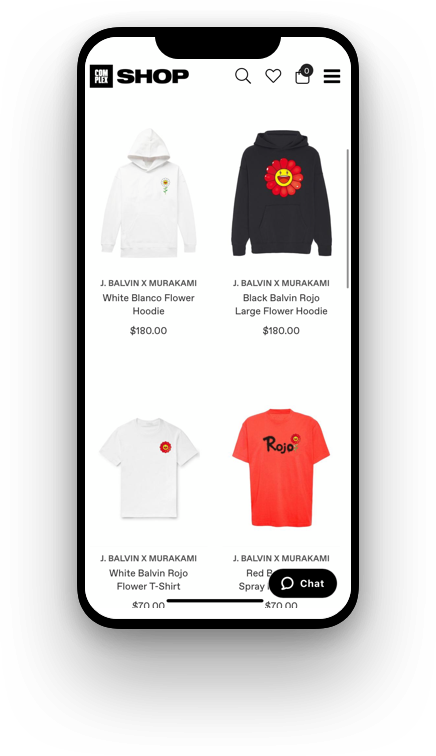 COM
PLEX
SHOP
0
J. BALVIN X MURAKAMI
White Blanco Flower
Hoodie
$180.00
J. BALVIN X MURAKAMI
Black Balvin Rojo
Large Flower Hoodie
$180.00
Rojo
J. BALVIN X MURAKAMI
White Balvin Rojo
Flower T-Shirt
$70.00
J. BALVIN X MURAKAMI
Red
Spray
$70.00
Chat